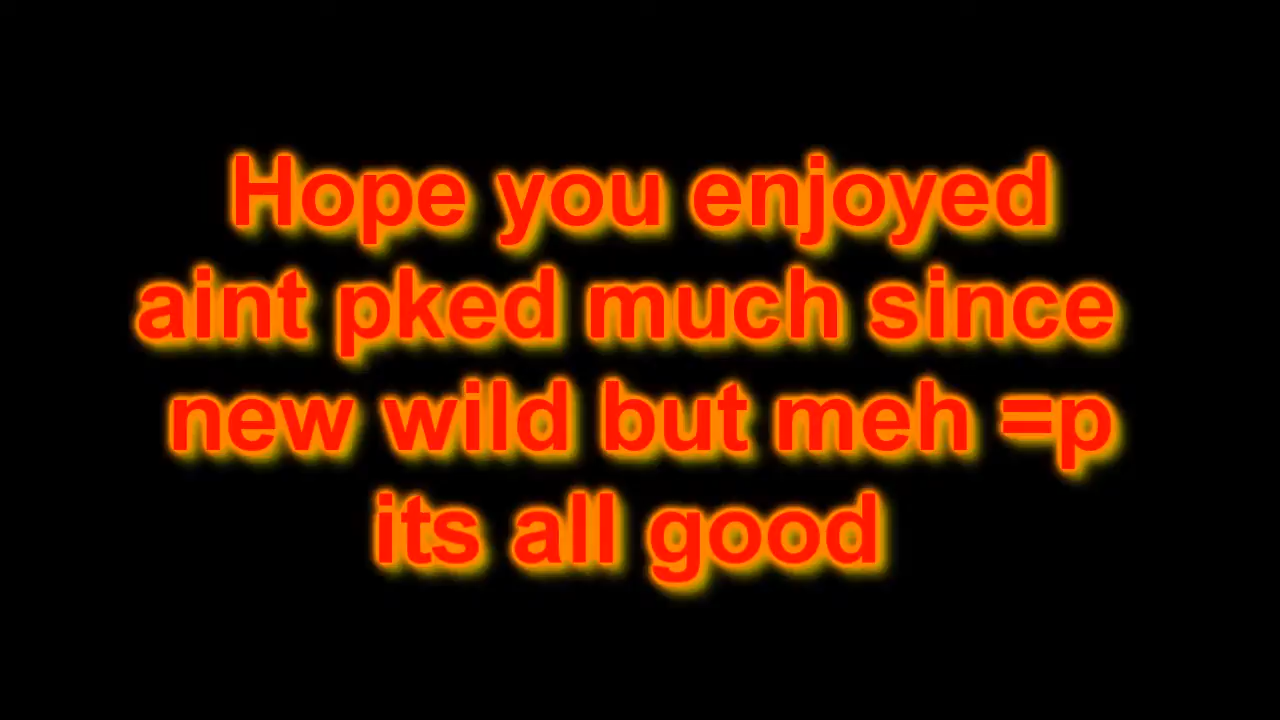 Hope you enjoyed
aint pked much since
new wild but meh =p
its all good